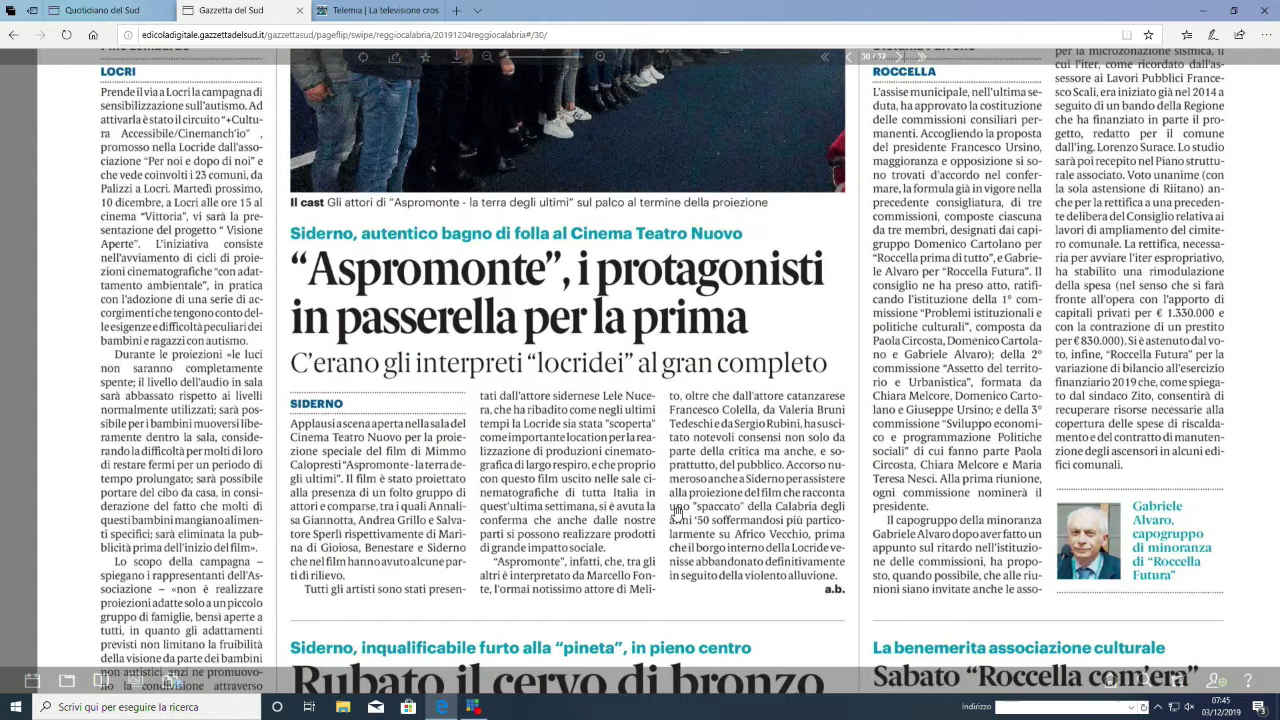 Quotidiani
Gazzetta del Sud
Televideo - Mediacenter.cros
edicoladigitale.gazzettadelsud.it/gazzettasud/pageflip/swipe/reggiocalabria/20191204reggiocalabria#/30/
30 / 32
LOCRI
Prende il via a Locri la campagna di
sensibilizzazione sull'autismo. Ad
attivarla è stato il circuito "+Cultu-
ra Accessibile/Cinemanch'io" ,
promosso nella Locride dall'asso-
ciazione "Per noi e dopo di noi" e
che vede coinvolti i 23 comuni, da
Palizzi a Locri. Martedì prossimo,
10 dicembre, a Locri alle ore 15 al
cinema "Vittoria", vi sarà la pre-
sentazione del progetto " Visione
Aperte". L'iniziativa consiste
nell'avviamento di cicli di proie-
zioni cinematografiche "con adat-
tamento ambientale", in pratica
con l'adozione di una serie di ac-
corgimenti che tengono conto del-
le esigenze e difficoltà peculiari dei
bambini e ragazzi con autismo.
Durante le proiezioni «le luci
non saranno completamente
spente; il livello dell'audio in sala
sarà abbassato rispetto ai livelli
normalmente utilizzati; sarà pos-
sibile per i bambini muoversi libe-
ramente dentro la sala, conside-
rando la difficoltà per molti di loro
di restare fermi per un periodo di
tempo prolungato; sarà possibile
portare del cibo da casa, in consi-
derazione del fatto che molti di
questi bambini mangiano alimen-
ti specifici; sarà eliminata la pub-
blicità prima dell'inizio del film».
Lo scopo della campagna –
spiegano i rappresentanti dell'As-
sociazione – «non è realizzare
proiezioni adatte solo a un piccolo
gruppo di famiglie, bensì aperte a
tutti, in quanto gli adattamenti
previsti non limitano la fruibilità
della visione da parte dei bambini
non autistici, anzi ne promuovo-
no la condivisione attraverso
Il cast Gli attori di "Aspromonte - la terra degli ultimi" sul palco al termine della proiezione
Siderno, autentico bagno di folla al Cinema Teatro Nuovo
"Aspromonte", i protagonisti
in passerella per la prima
C'erano gli interpreti "locridei" al gran completo
SIDERNO
Applausi a scena aperta nella sala del
Cinema Teatro Nuovo per la proie-
zione speciale del film di Mimmo
Calopresti "Aspromonte - la terra de-
gli ultimi". Il film è stato proiettato
alla presenza di un folto gruppo di
attori e comparse, tra i quali Annali-
sa Giannotta, Andrea Grillo e Salva-
tore Sperlì rispettivamente di Mari-
na di Gioiosa, Benestare e Siderno
che nel film hanno avuto alcune par-
ti di rilievo.
Tutti gli artisti sono stati presen-
tati dall'attore sidernese Lele Nuce-
ra, che ha ribadito come negli ultimi
tempi la Locride sia stata "scoperta"
come importante location per la rea-
lizzazione di produzioni cinemato-
grafica di largo respiro, e che proprio
con questo film uscito nelle sale ci-
nematografiche di tutta Italia in
quest'ultima settimana, si è avuta la
conferma che anche dalle nostre
parti si possono realizzare prodotti
di grande impatto sociale.
"Aspromonte", infatti, che, tra gli
altri è interpretato da Marcello Fon-
te, l'ormai notissimo attore di Meli-
to, oltre che dall'attore catanzarese
Francesco Colella, da Valeria Bruni
Tedeschi e da Sergio Rubini, ha susci-
tato notevoli consensi non solo da
parte della critica ma anche, e so-
prattutto, del pubblico. Accorso nu-
meroso anche a Siderno per assistere
alla proiezione del film che racconta
uno "spaccato" della Calabria degli
anni '50 soffermandosi più partico-
larmente su Africo Vecchio, prima
che il borgo interno della Locride ve-
nisse abbandonato definitivamente
in seguito della violento alluvione.
a.b.
Siderno, inqualificabile furto alla "pineta", in pieno centro
Rubato il cervo di bronzo
ROCCELLA
L'assise municipale, nell'ultima se-
duta, ha approvato la costituzione
delle commissioni consiliari per-
manenti. Accogliendo la proposta
del presidente Francesco Ursino,
maggioranza e opposizione si so-
no trovati d'accordo nel confer-
mare, la formula già in vigore nella
precedente consigliatura, di tre
commissioni, composte ciascuna
da tre membri, designati dai capi-
gruppo Domenico Cartolano per
"Roccella prima di tutto", e Gabrie-
le Alvaro per "Roccella Futura". Il
consiglio ne ha preso atto, ratifi-
cando l'istituzione della 1° com-
missione "Problemi istituzionali e
politiche culturali", composta da
Paola Circosta, Domenico Cartola-
no e Gabriele Alvaro); della 2°
commissione "Assetto del territo-
rio e Urbanistica", formata da
Chiara Melcore, Domenico Carto-
lano e Giuseppe Ursino; e della 3°
commissione "Sviluppo economi-
co e programmazione Politiche
sociali" di cui fanno parte Paola
Circosta, Chiara Melcore e Maria
Teresa Nesci. Alla prima riunione,
ogni commissione nominerà il
presidente.
Il capogruppo della minoranza
Gabriele Alvaro dopo aver fatto un
appunto sul ritardo nell'istituzio-
ne delle commissioni, ha propo-
sto, quando possibile, che alle riu-
nioni siano invitate anche le asso-
per la microzonazione sismica, il
cui l'iter, come ricordato dall'as-
sessore ai Lavori Pubblici France-
sco Scali, era iniziato già nel 2014 a
seguito di un bando della Regione
che ha finanziato in parte il pro-
getto, redatto per il comune
dall'ing. Lorenzo Surace. Lo studio
sarà poi recepito nel Piano struttu-
rale associato. Voto unanime (con
la sola astensione di Riitano) an-
che per la rettifica a una preceden-
te delibera del Consiglio relativa ai
lavori di ampliamento del cimite-
ro comunale. La rettifica, necessa-
ria per avviare l'iter espropriativo,
ha stabilito una rimodulazione
della spesa (nel senso che si farà
fronte all'opera con l'apporto di
capitali privati per € 1.330.000 e
con la contrazione di un prestito
per € 830.000). Si è astenuto dal vo-
to, infine, "Roccella Futura" per la
variazione di bilancio all'esercizio
finanziario 2019 che, come spiega-
to dal sindaco Zito, consentirà di
recuperare risorse necessarie alla
copertura delle spese di riscalda-
mento e del contratto di manuten-
zione degli ascensori in alcuni edi-
fici comunali.
Gabriele
Alvaro,
capogruppo
di minoranza
di "Roccella
Futura"
La benemerita associazione culturale
Sabato "Roccella com'era"
Scrivi qui per eseguire la ricerca
Indirizzo
07:45
03/12/2019